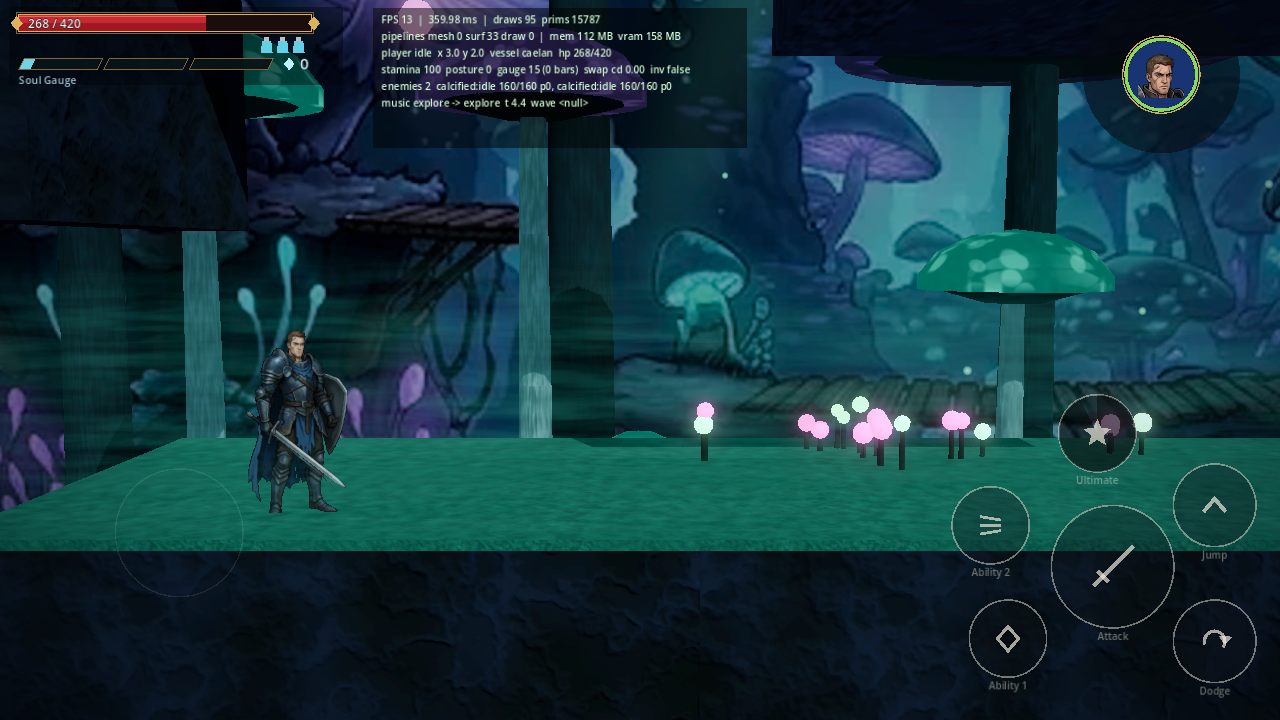 268 / 420
0
Soul Gauge
FPS 13 | 359.98 ms | draws 95 prims 15787
pipelines mesh 0 surf 33 draw 0 | mem 112 MB vram 158 MB
player idle x 3.0 y 2.0 vessel caelan hp 268/420
stamina 100 posture 0 gauge 15 (0 bars) swap cd 0.00 inv false
enemies 2 calcified:idle 160/160 p0, calcified:idle 160/160 p0
music explore -> explore t 4.4 wave <null>
Ultimate
Jump
Ability 2
Attack
Ability 1
Dodge